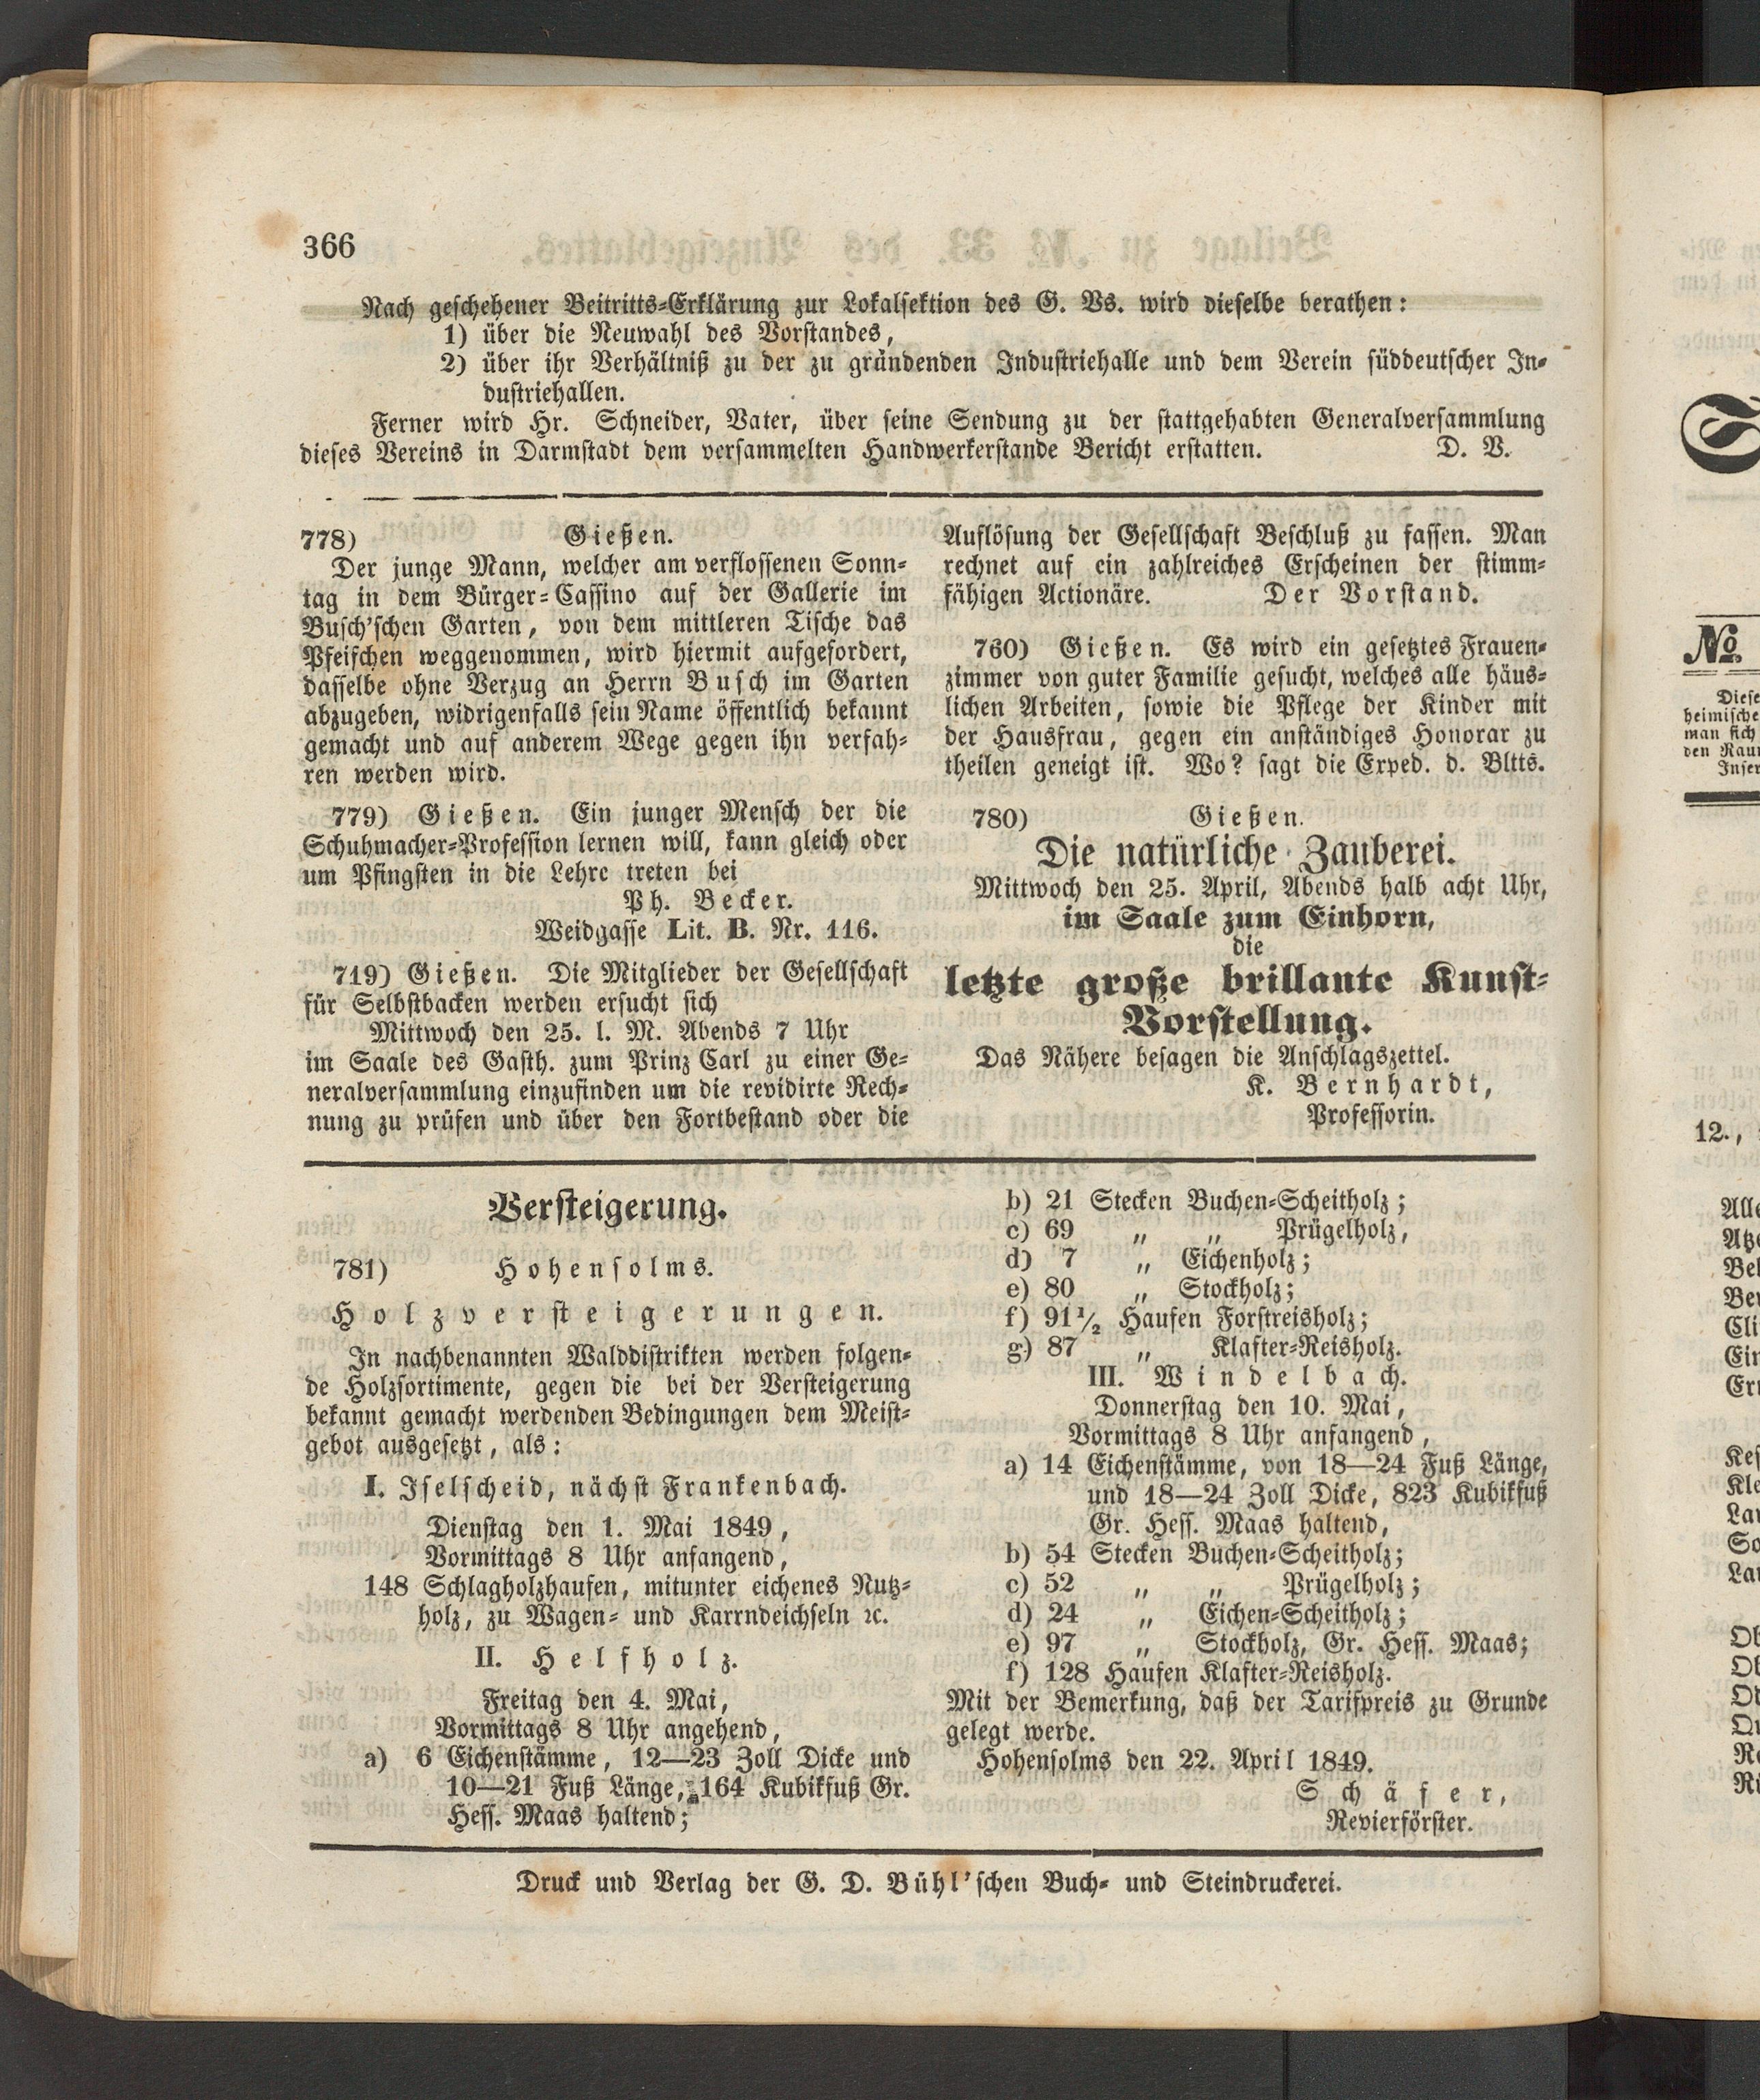 366
Nach geschehener Beitritts-Erklärung zur Lokalsektion des G. Vs. wird dieselbe berathen:
1) über die Neuwahl des Vorstandes,
2) über ihr Verhältniß zu der zu gründenden Industriehalle und dem Verein süddeutscher In-
dustriehallen.
Ferner wird Hr. Schneider, Vater, über seine Sendung zu der stattgehabten Generalversammlung
dieses Vereins in Darmstadt dem versammelten Handwerkerstande Bericht erstatten. D. V.
778) Gießen.
Der junge Mann, welcher am verflossenen Sonn-
tag in dem Bürger-Cassino auf der Gallerie im
Busch'schen Garten, von dem mittleren Tische das
Pfeifchen weggenommen, wird hiermit aufgefordert,
dasselbe ohne Verzug an Herrn Busch im Garten
abzugeben, widrigenfalls sein Name öffentlich bekannt
gemacht und auf anderem Wege gegen ihn verfah-
ren werden wird.
779) Gießen. Ein junger Mensch der die
Schuhmacher-Profession lernen will, kann gleich oder
um Pfingsten in die Lehre treten bei
Ph. Becker.
Weidgasse Lit. B. Nr. 116.
719) Gießen. Die Mitglieder der Gesellschaft
für Selbstbacken werden ersucht sich
Mittwoch den 25. l. M. Abends 7 Uhr
im Saale des Gasth. zum Prinz Carl zu einer Ge-
neralversammlung einzufinden um die revidirte Rech-
nung zu prüfen und über den Fortbestand oder die
Auflösung der Gesellschaft Beschluß zu fassen. Man
rechnet auf ein zahlreiches Erscheinen der stimm-
fähigen Actionäre. Der Vorstand.
760) Gießen. Es wird ein gesetztes Frauen-
zimmer von guter Familie gesucht, welches alle häus-
lichen Arbeiten, sowie die Pflege der Kinder mit
der Hausfrau, gegen ein anständiges Honorar zu
theilen geneigt ist. Wo? sagt die Exped. d. Bltts.
780) Gießen.
Die natürliche Zauberei.
Mittwoch den 25. April, Abends halb acht Uhr,
im Saale zum Einhorn,
die
letzte große brillante Kunst-
Vorstellung.
Das Nähere besagen die Anschlagszettel.
K. Bernhardt,
Professorin.
Versteigerung.
781) Hohensolms.
Holzversteigerungen.
In nachbenannten Walddistrikten werden folgen-
de Holzsortimente, gegen die bei der Versteigerung
bekannt gemacht werdenden Bedingungen dem Meist-
gebot ausgesetzt, als:
I. Iselscheid, nächst Frankenbach.
Dienstag den 1. Mai 1849,
Vormittags 8 Uhr anfangend,
148 Schlagholzhaufen, mitunter eichenes Nutz-
holz, zu Wagen- und Karrndeichseln ꝛc.
II. Helfholz.
Freitag den 4. Mai,
Vormittags 8 Uhr angehend,
a) 6 Eichenstämme, 12—23 Zoll Dicke und
10—21 Fuß Länge, 164 Kubikfuß Gr.
Hess. Maas haltend;
b) 21 Stecken Buchen-Scheitholz;
c) 69 „ „ Prügelholz,
d) 7 „ Eichenholz;
e) 80 „ Stockholz;
f) 91½ Haufen Forstreisholz;
g) 87 „ Klafter-Reisholz.
III. Windelbach.
Donnerstag den 10. Mai,
Vormittags 8 Uhr anfangend,
a) 14 Eichenstämme, von 18—24 Fuß Länge,
und 18—24 Zoll Dicke, 823 Kubikfuß
Gr. Hess. Maas haltend,
b) 54 Stecken Buchen-Scheitholz;
c) 52 „ „ Prügelholz;
d) 24 „ Eichen-Scheitholz;
e) 97 „ Stockholz, Gr. Hess. Maas;
f) 128 Haufen Klafter-Reisholz.
Mit der Bemerkung, daß der Tarifpreis zu Grunde
gelegt werde.
Hohensolms den 22. April 1849.
Schäfer,
Revierförster.
Druck und Verlag der G. D. Bühl'schen Buch- und Steindruckerei.
No.
Diese
heimische
man sich
den
12.,